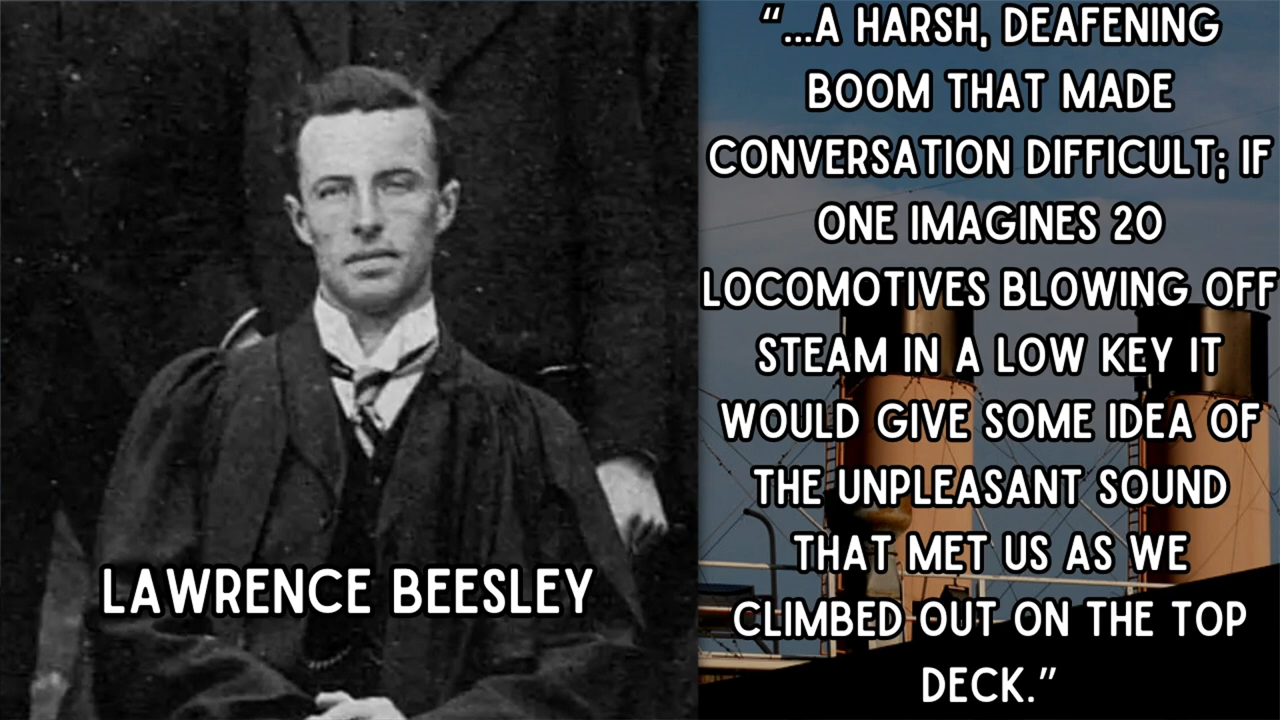 LAWRENCE BEESLEY
“...A HARSH, DEAFENING
BOOM THAT MADE
CONVERSATION DIFFICULT; IF
ONE IMAGINES 20
LOCOMOTIVES BLOWING OFF
STEAM IN A LOW KEY IT
WOULD GIVE SOME IDEA OF
THE UNPLEASANT SOUND
THAT MET US AS WE
CLIMBED OUT ON THE TOP
DECK.”